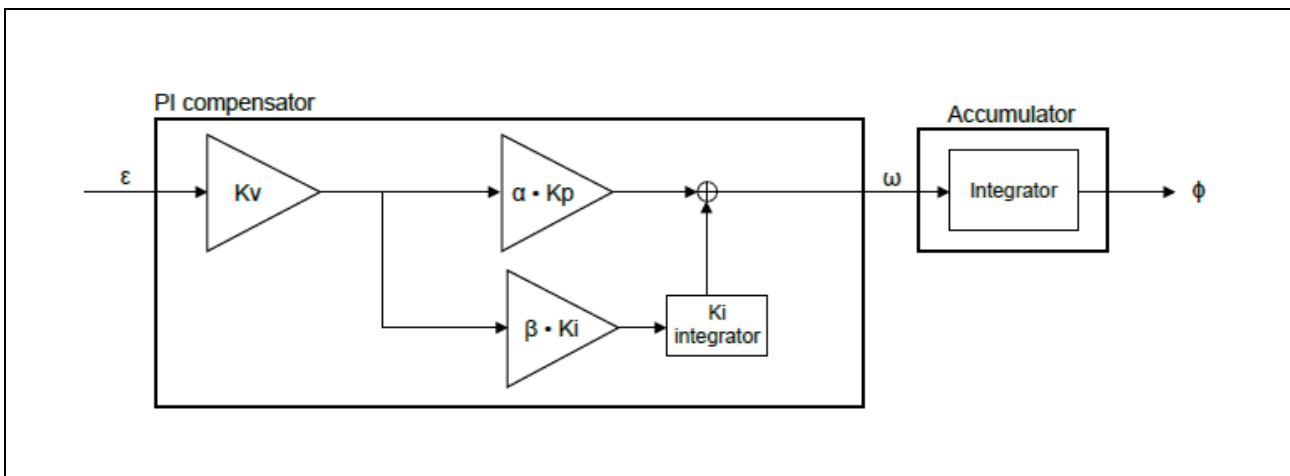 PI compensator
Accumulator
ε
Kv
α • Kp
ω
Integrator
ϕ
β • Ki
Ki
integrator